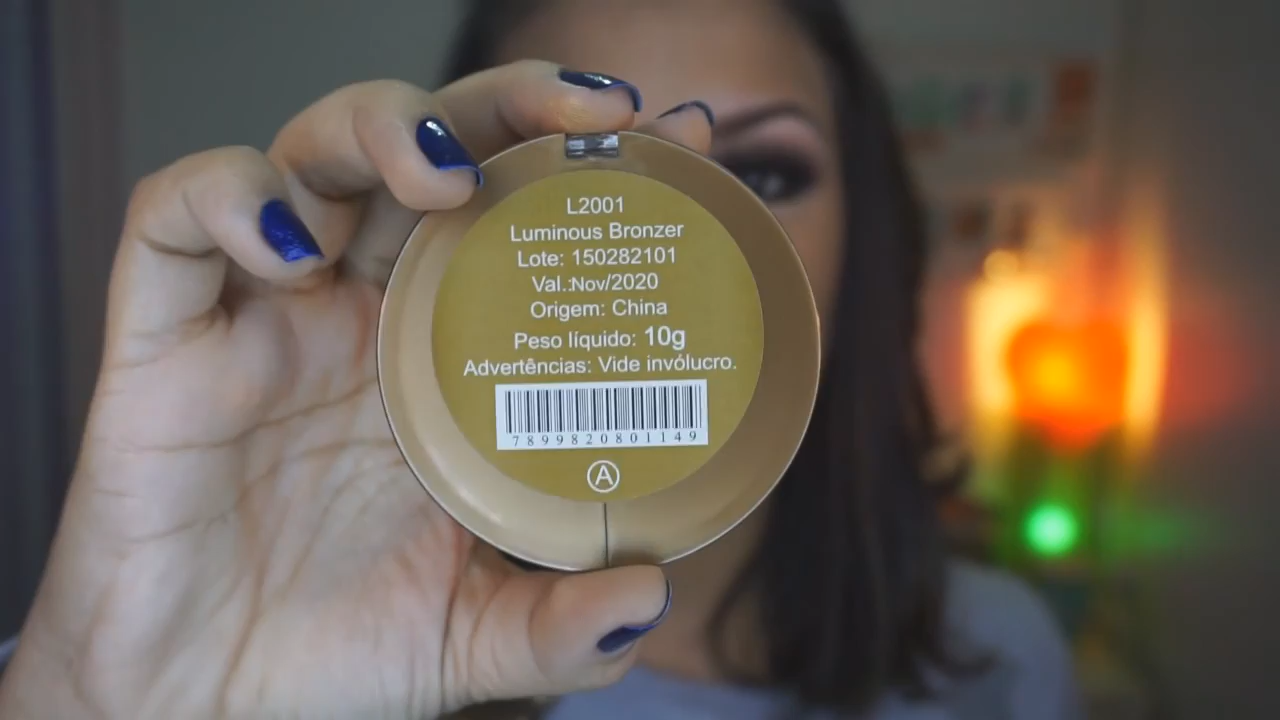 L2001
Luminous Bronzer
Lote: 150282101
Val.:Nov/2020
Origem: China
Peso líquido: 10g
Advertências: Vide invólucro.
7899820801149
A